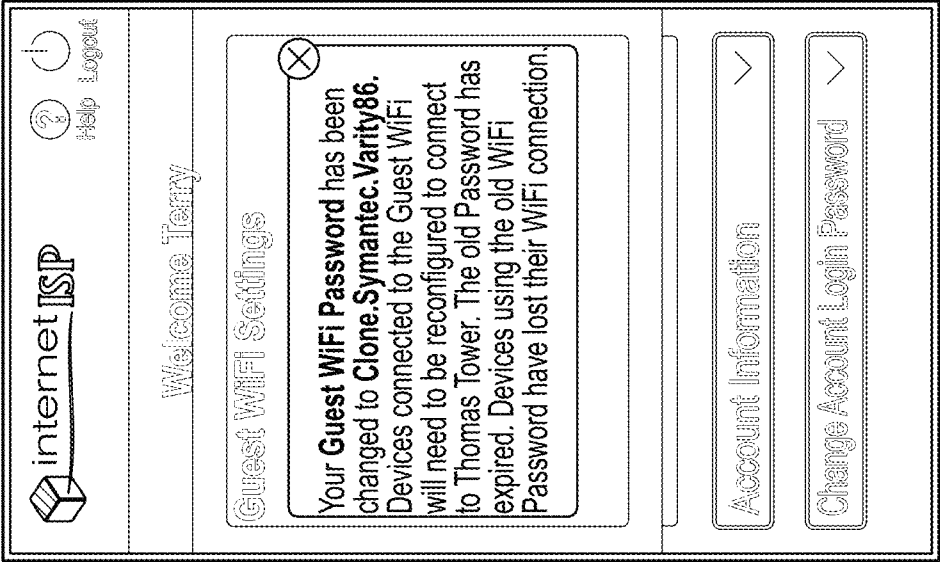 internet ISP
Help Logout
Welcome Terry
Guest WiFi Settings
Your Guest WiFi Password has been
changed to Clone.Symantec.Varity86.
Devices connected to the Guest WiFi
will need to be reconfigured to connect
to Thomas Tower. The old Password has
expired. Devices using the old WiFi
Password have lost their WiFi connection.
Account Information
Change Account Login Password